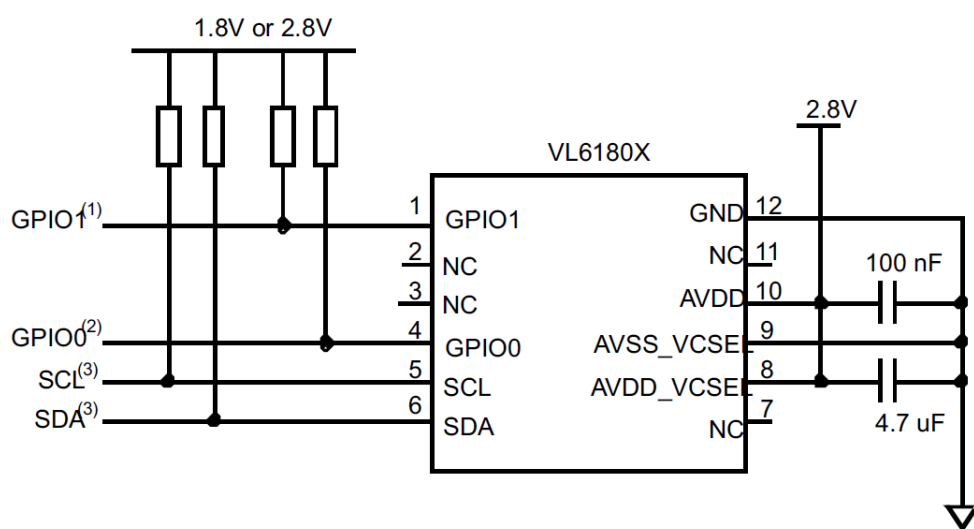 1.8V or 2.8V
2.8V
VL6180X
GPIO1(1)
1
GPIO1
GND
12
2
NC
NC
11
100 nF
3
NC
AVDD
10
GPIO0(2)
4
GPIO0
AVSS_VCSEL
9
SCL(3)
5
SCL
AVDD_VCSEL
8
SDA(3)
6
SDA
NC
7
4.7 uF